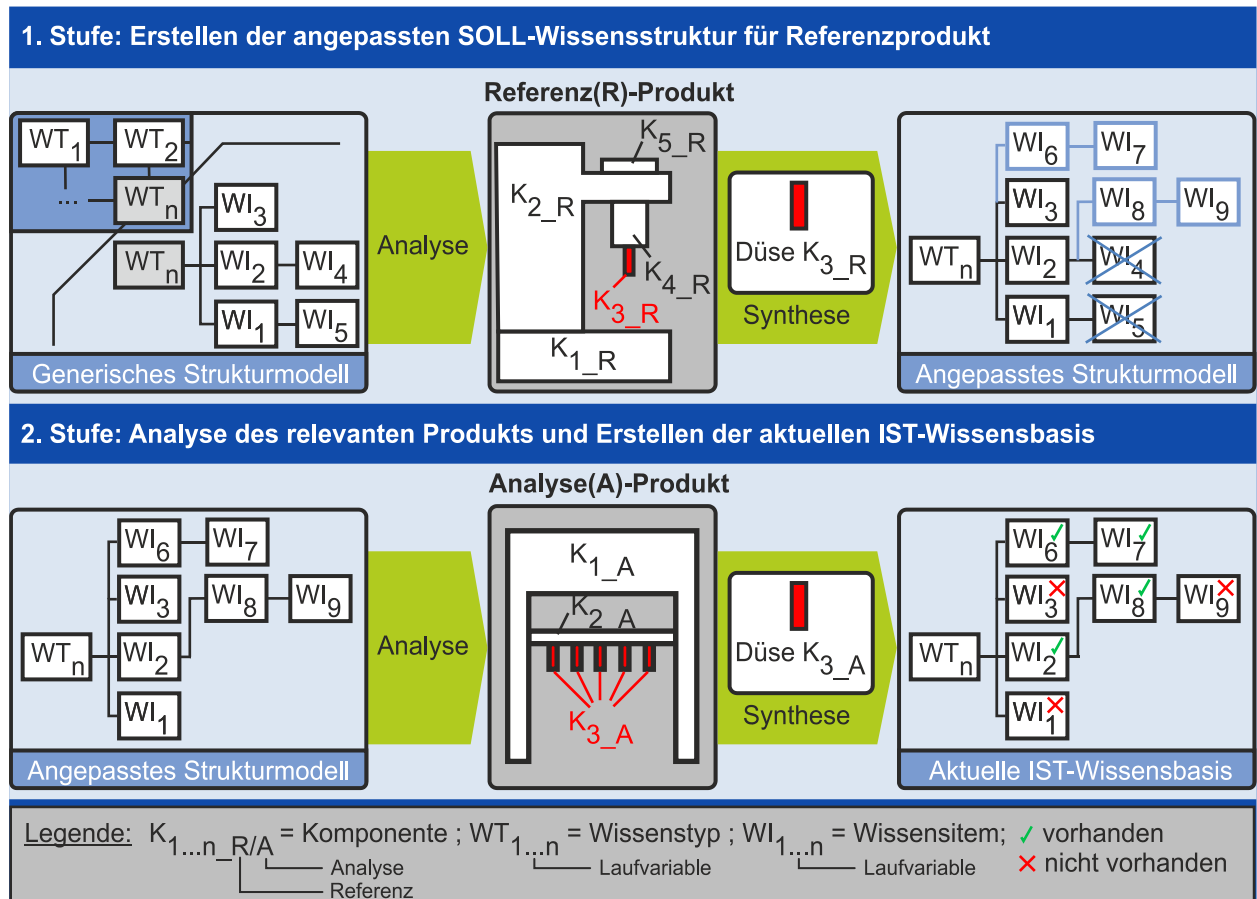 1. Stufe: Erstellen der angepassten SOLL-Wissensstruktur für Referenzprodukt
Referenz(R)-Produkt
WT1
WT2
...
WTn
WTn
WI3
WI2
WI4
WI1
WI5
Generisches Strukturmodell
Analyse
K5_R
K2_R
K4_R
K3_R
K1_R
Düse K3_R
Synthese
WI6
WI7
WI3
WI8
WI9
WTn
WI2
WI4
WI1
WI5
Angepasstes Strukturmodell
2. Stufe: Analyse des relevanten Produkts und Erstellen der aktuellen IST-Wissensbasis
Analyse(A)-Produkt
WI6
WI7
WI3
WI8
WI9
WTn
WI2
WI1
Angepasstes Strukturmodell
Analyse
K1_A
K2_A
K3_A
Düse K3_A
Synthese
WI6
WI7
WI3
WI8
WI9
WTn
WI2
WI1
Aktuelle IST-Wissensbasis
Legende: K1...n_R/A = Komponente ; WT1...n = Wissenstyp ; WI1...n = Wissensitem; ✓ vorhanden
✕ nicht vorhanden
Analyse
Referenz
Laufvariable
Laufvariable